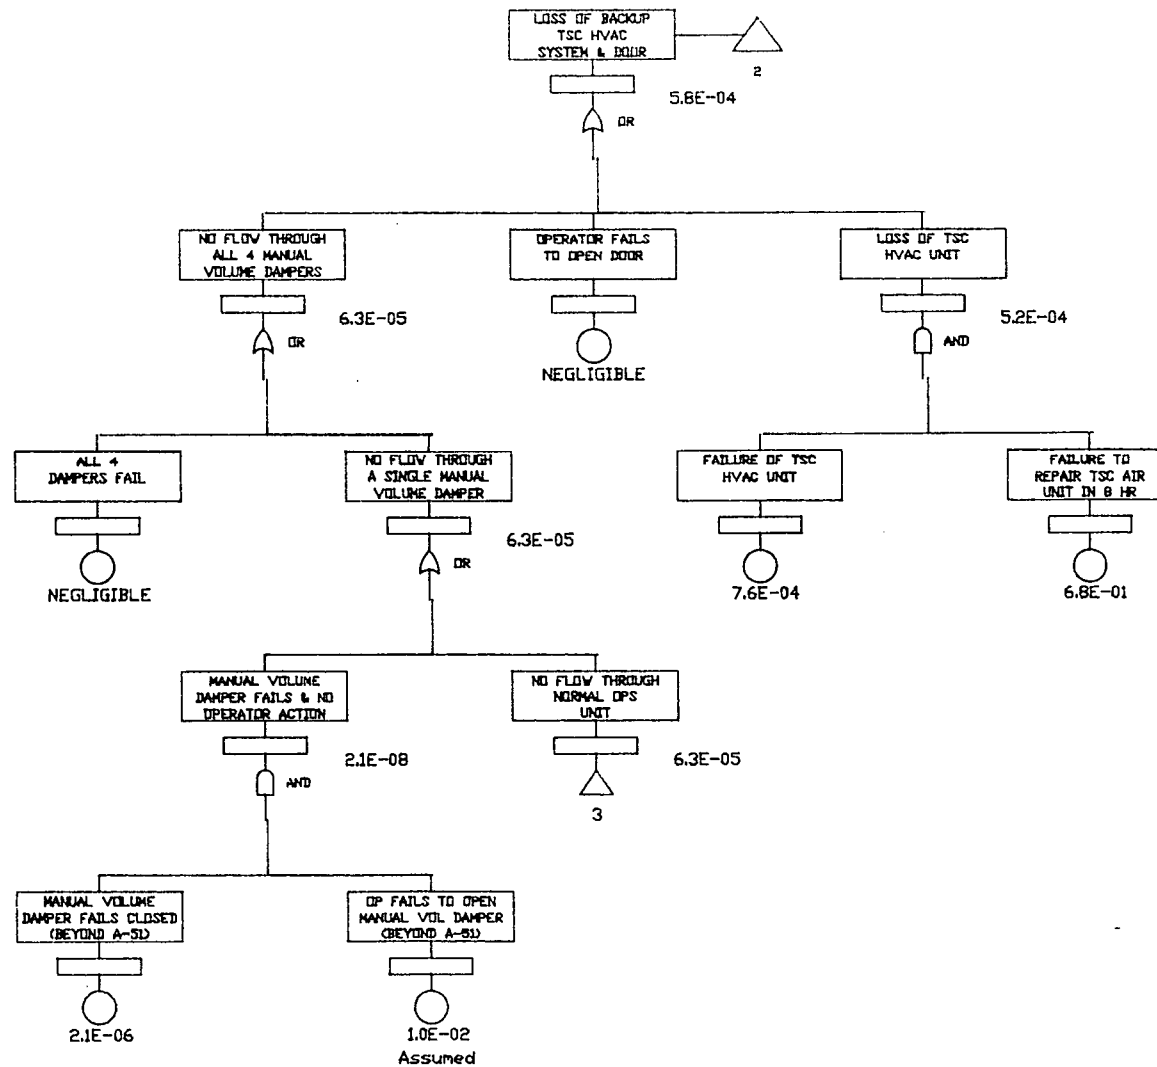 LOSS OF BACKUP
TSC HVAC
SYSTEM & DOOR
2
5.8E-04
OR
NO FLOW THROUGH
ALL 4 MANUAL
VOLUME DAMPERS
6.3E-05
OR
OPERATOR FAILS
TO OPEN DOOR
NEGLIGIBLE
LOSS OF TSC
HVAC UNIT
5.2E-04
AND
ALL 4
DAMPERS FAIL
NEGLIGIBLE
NO FLOW THROUGH
A SINGLE MANUAL
VOLUME DAMPER
6.3E-05
OR
FAILURE OF TSC
HVAC UNIT
7.6E-04
FAILURE TO
REPAIR TSC AIR
UNIT IN 8 HR
6.8E-01
MANUAL VOLUME
DAMPER FAILS & NO
OPERATOR ACTION
2.1E-08
AND
NO FLOW THROUGH
NORMAL OPS
UNIT
6.3E-05
3
MANUAL VOLUME
DAMPER FAILS CLOSED
(BEYOND A-51)
2.1E-06
OP FAILS TO OPEN
MANUAL VOL DAMPER
(BEYOND A-51)
1.0E-02
Assumed